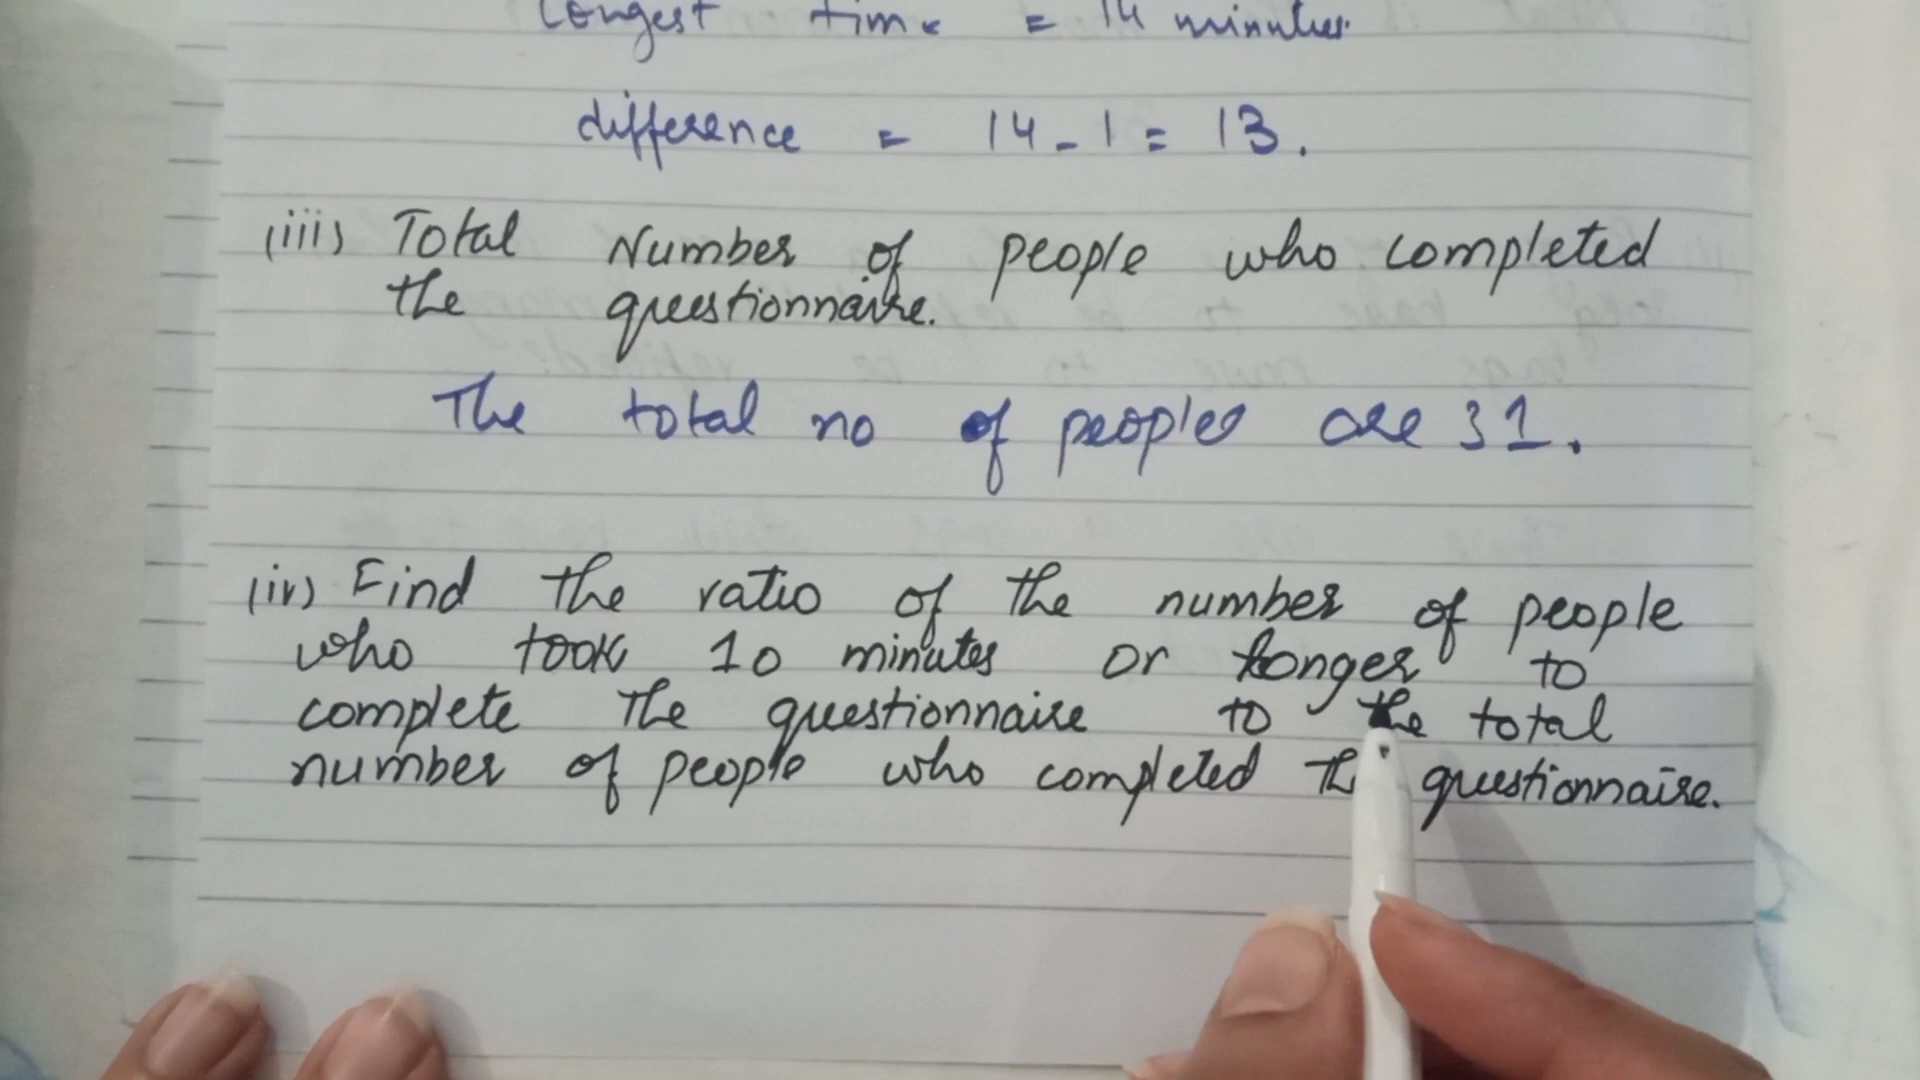 Longest time = 14 minutes.
difference = 14 - 1 = 13.
(iii) Total Number of people who completed
the questionnaire.
The total no of peoples are 31.
(iv) Find the ratio of the number of people
who took 10 minutes or longer to
complete the questionnaire to the total
number of people who completed the questionnaire.